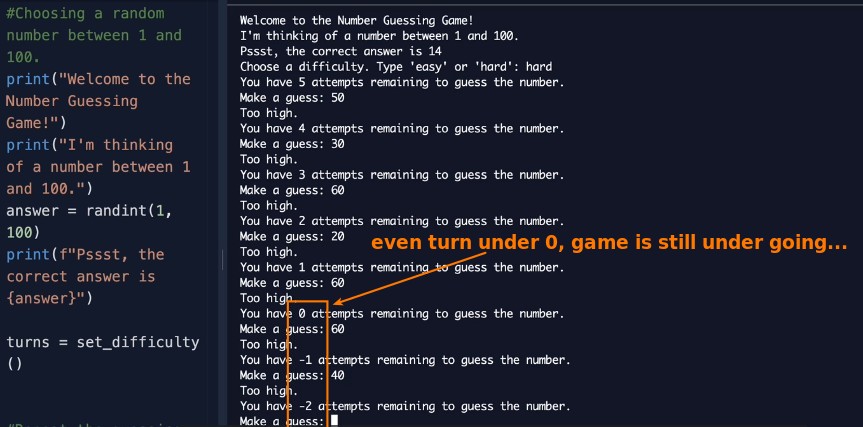 #Choosing a random
number between 1 and
100.
print("Welcome to the
Number Guessing
Game!")
print("I'm thinking
of a number between 1
and 100.")
answer = randint(1,
100)
print(f"Pssst, the
correct answer is
{answer}")
turns = set_difficulty
()
Welcome to the Number Guessing Game!
I'm thinking of a number between 1 and 100.
Pssst, the correct answer is 14
Choose a difficulty. Type 'easy' or 'hard': hard
You have 5 attempts remaining to guess the number.
Make a guess: 50
Too high.
You have 4 attempts remaining to guess the number.
Make a guess: 30
Too high.
You have 3 attempts remaining to guess the number.
Make a guess: 60
Too high.
You have 2 attempts remaining to guess the number.
Make a guess: 20
Too high.
You have 1 attempts remaining to guess the number.
Make a guess: 60
Too high.
You have 0 attempts remaining to guess the number.
Make a guess: 60
Too high.
You have -1 attempts remaining to guess the number.
Make a guess: 40
Too high.
You have -2 attempts remaining to guess the number.
Make a guess:
even turn under 0, game is still under going...